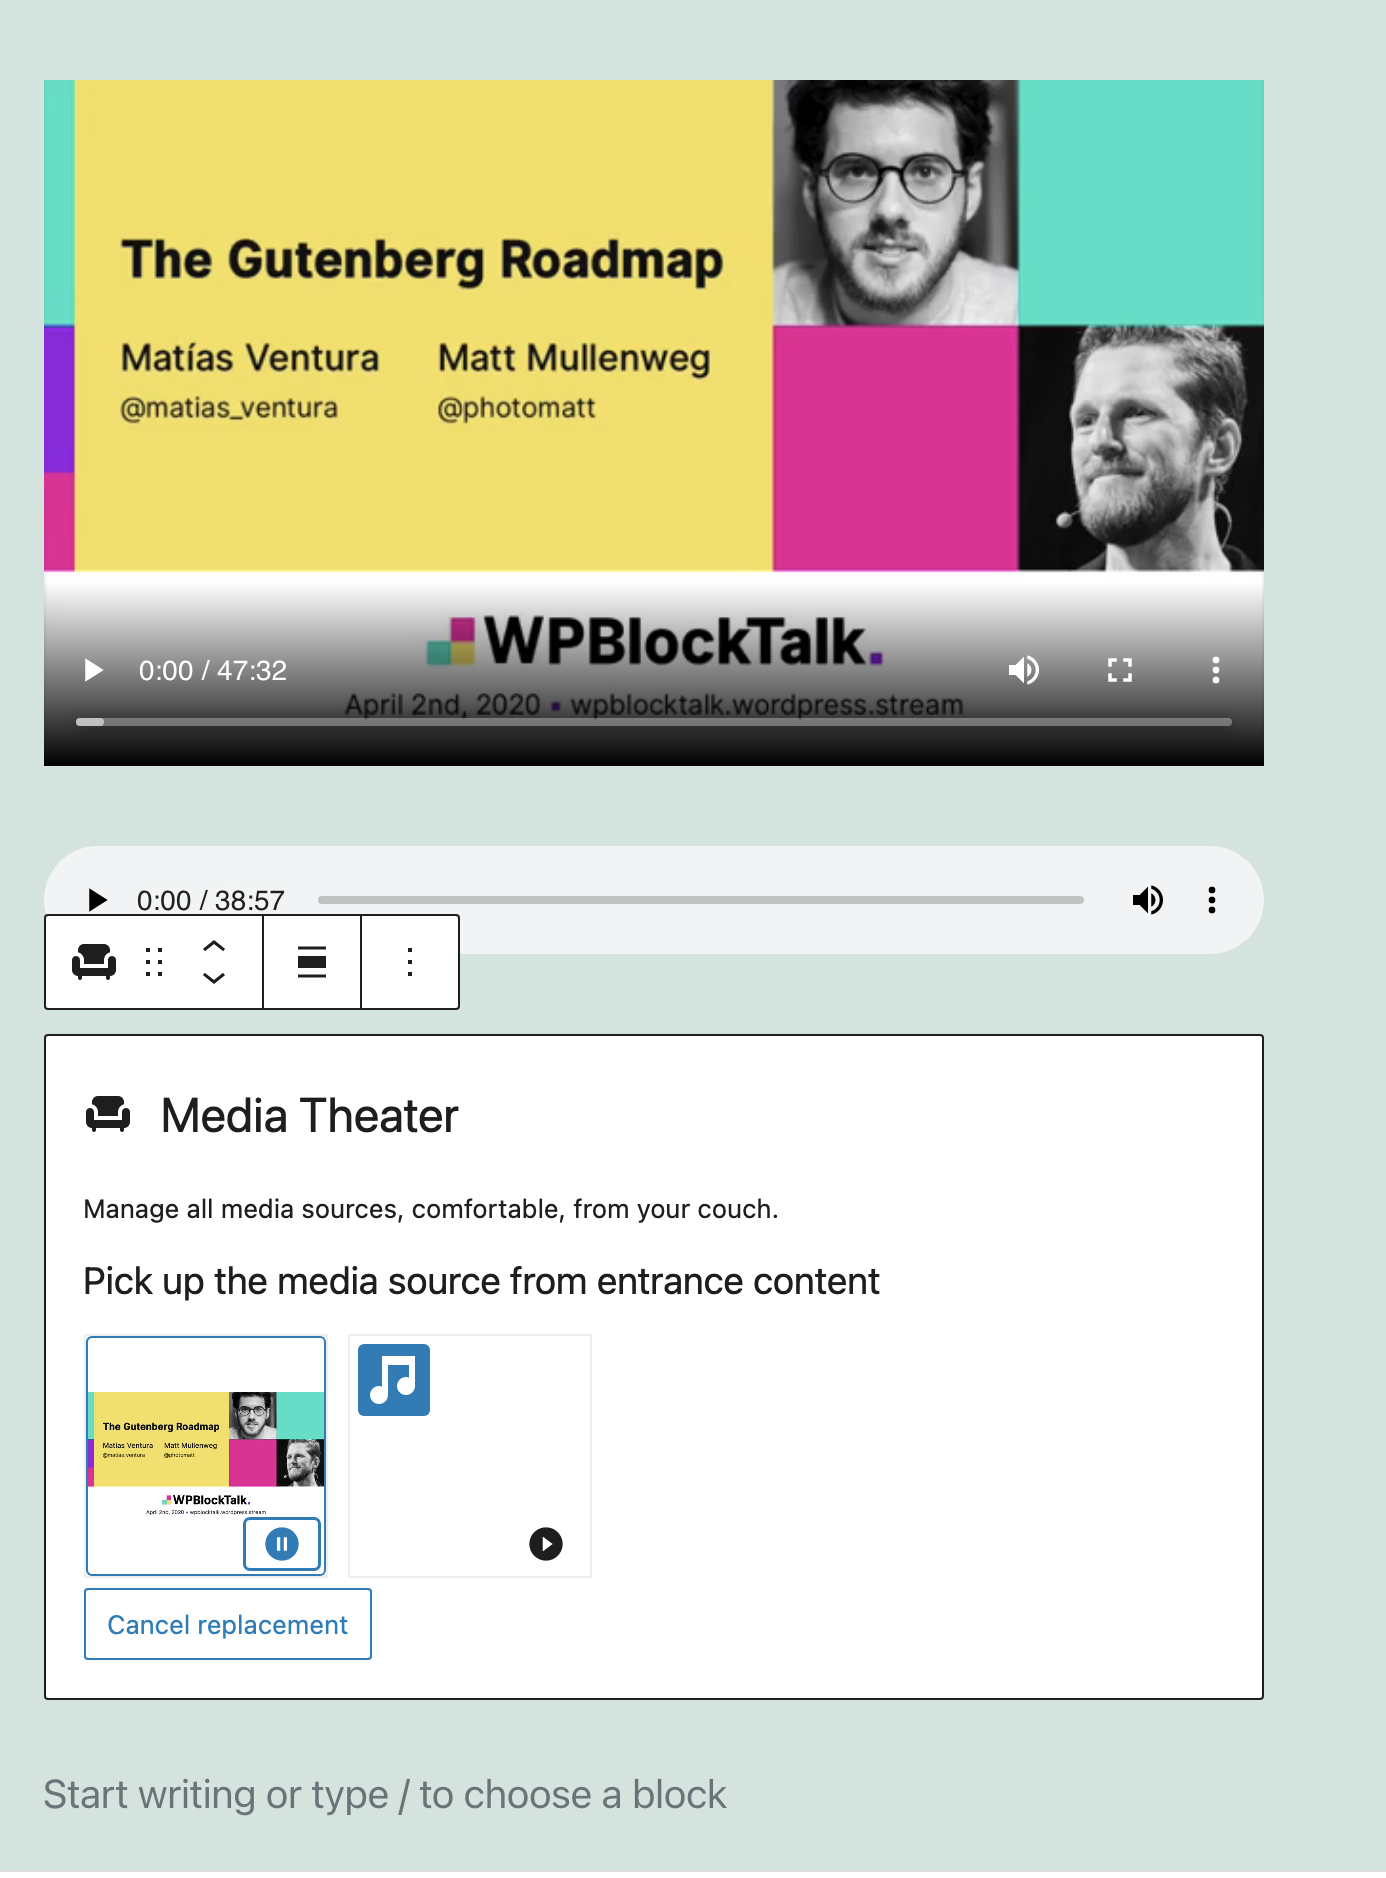 The Gutenberg Roadmap
Matías Ventura Matt Mullenweg
@matias_ventura @photomatt
WPBlockTalk.
0:00 / 47:32
April 2nd, 2020 ▪ wpblocktalk.wordpress.stream
0:00 / 38:57
Media Theater
Manage all media sources, comfortable, from your couch.
Pick up the media source from entrance content
The Gutenberg Roadmap
Matías Ventura Matt Mullenweg
@matias_ventura @photomatt
WPBlockTalk.
April 2nd, 2020 ▪ wpblocktalk.wordpress.stream
Cancel replacement
Start writing or type / to choose a block